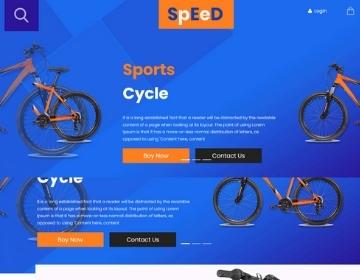 SpEeD
Login
Sports
Cycle
It is a long established fact that a reader will be distracted by the readable
content of a page when looking at its layout. The point of using Lorem
Ipsum is that it has a more-or-less normal distribution of letters, as
opposed to using 'Content here, content
Buy Now
Contact Us
Cycle
It is a long established fact that a reader will be distracted by the readable
content of a page when looking at its layout. The point of using Lorem
Ipsum is that it has a more-or-less normal distribution of letters, as
opposed to using 'Content here, content
Buy Now
Contact Us